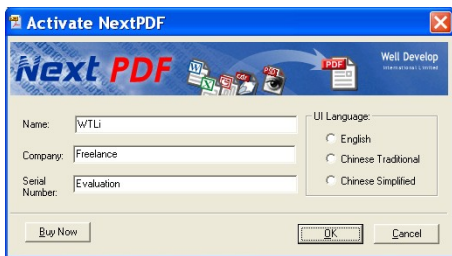 Activate NextPDF
Next PDF
PDF
Well Develop
International Limited
Name:
WTLi
Company:
Freelance
Serial
Number:
Evaluation
UI Language:
English
Chinese Traditional
Chinese Simplified
Buy Now
OK
Cancel